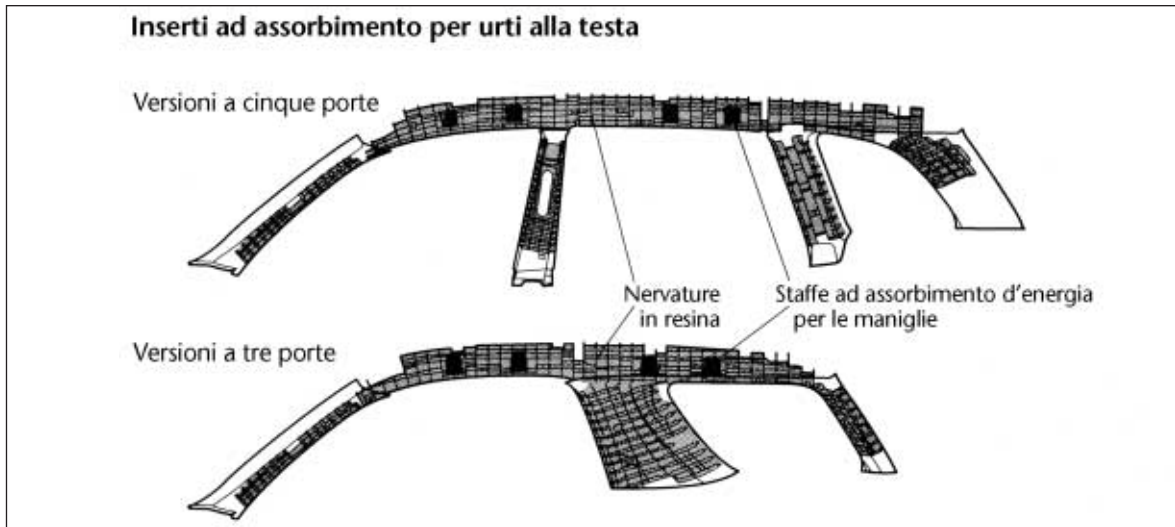 Inserti ad assorbimento per urti alla testa
Versioni a cinque porte
Nervature
in resina
Staffe ad assorbimento d'energia
per le maniglie
Versioni a tre porte